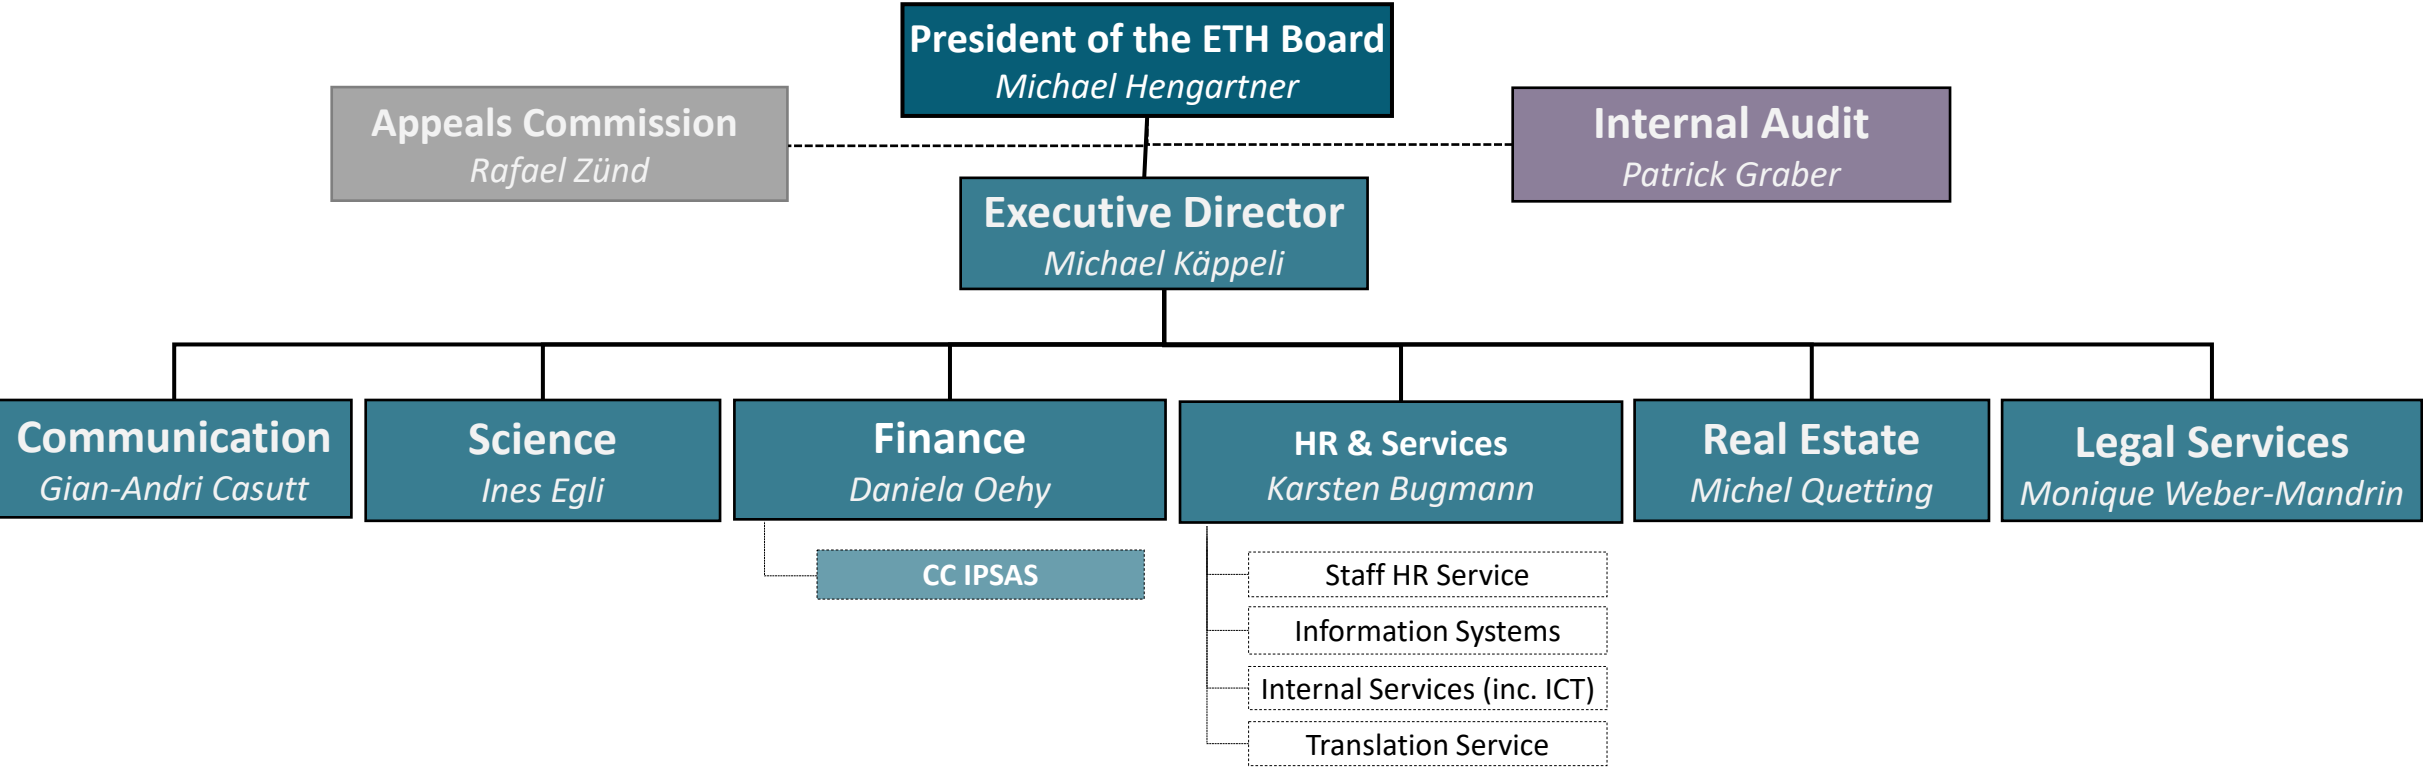 President of the ETH Board
Michael Hengartner
Appeals Commission
Rafael Zünd
Internal Audit
Patrick Graber
Executive Director
Michael Käppeli
Communication
Gian-Andri Casutt
Science
Ines Egli
Finance
Daniela Oehy
HR & Services
Karsten Bugmann
Real Estate
Michel Quetting
Legal Services
Monique Weber-Mandrin
CC IPSAS
Staff HR Service
Information Systems
Internal Services (inc. ICT)
Translation Service